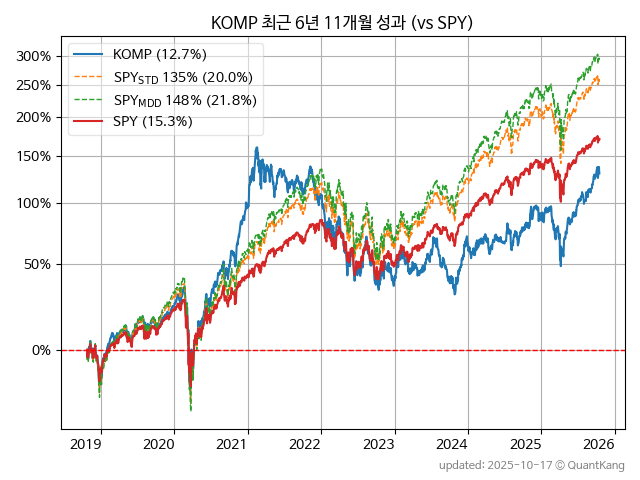 KOMP 최근 6년 11개월 성과 (vs SPY)
KOMP (12.7%)
SPY_STD 135% (20.0%)
SPY_MDD 148% (21.8%)
SPY (15.3%)
300%
250%
200%
150%
100%
50%
0%
2019 2020 2021 2022 2023 2024 2025 2026
updated: 2025-10-17 © QuantKang